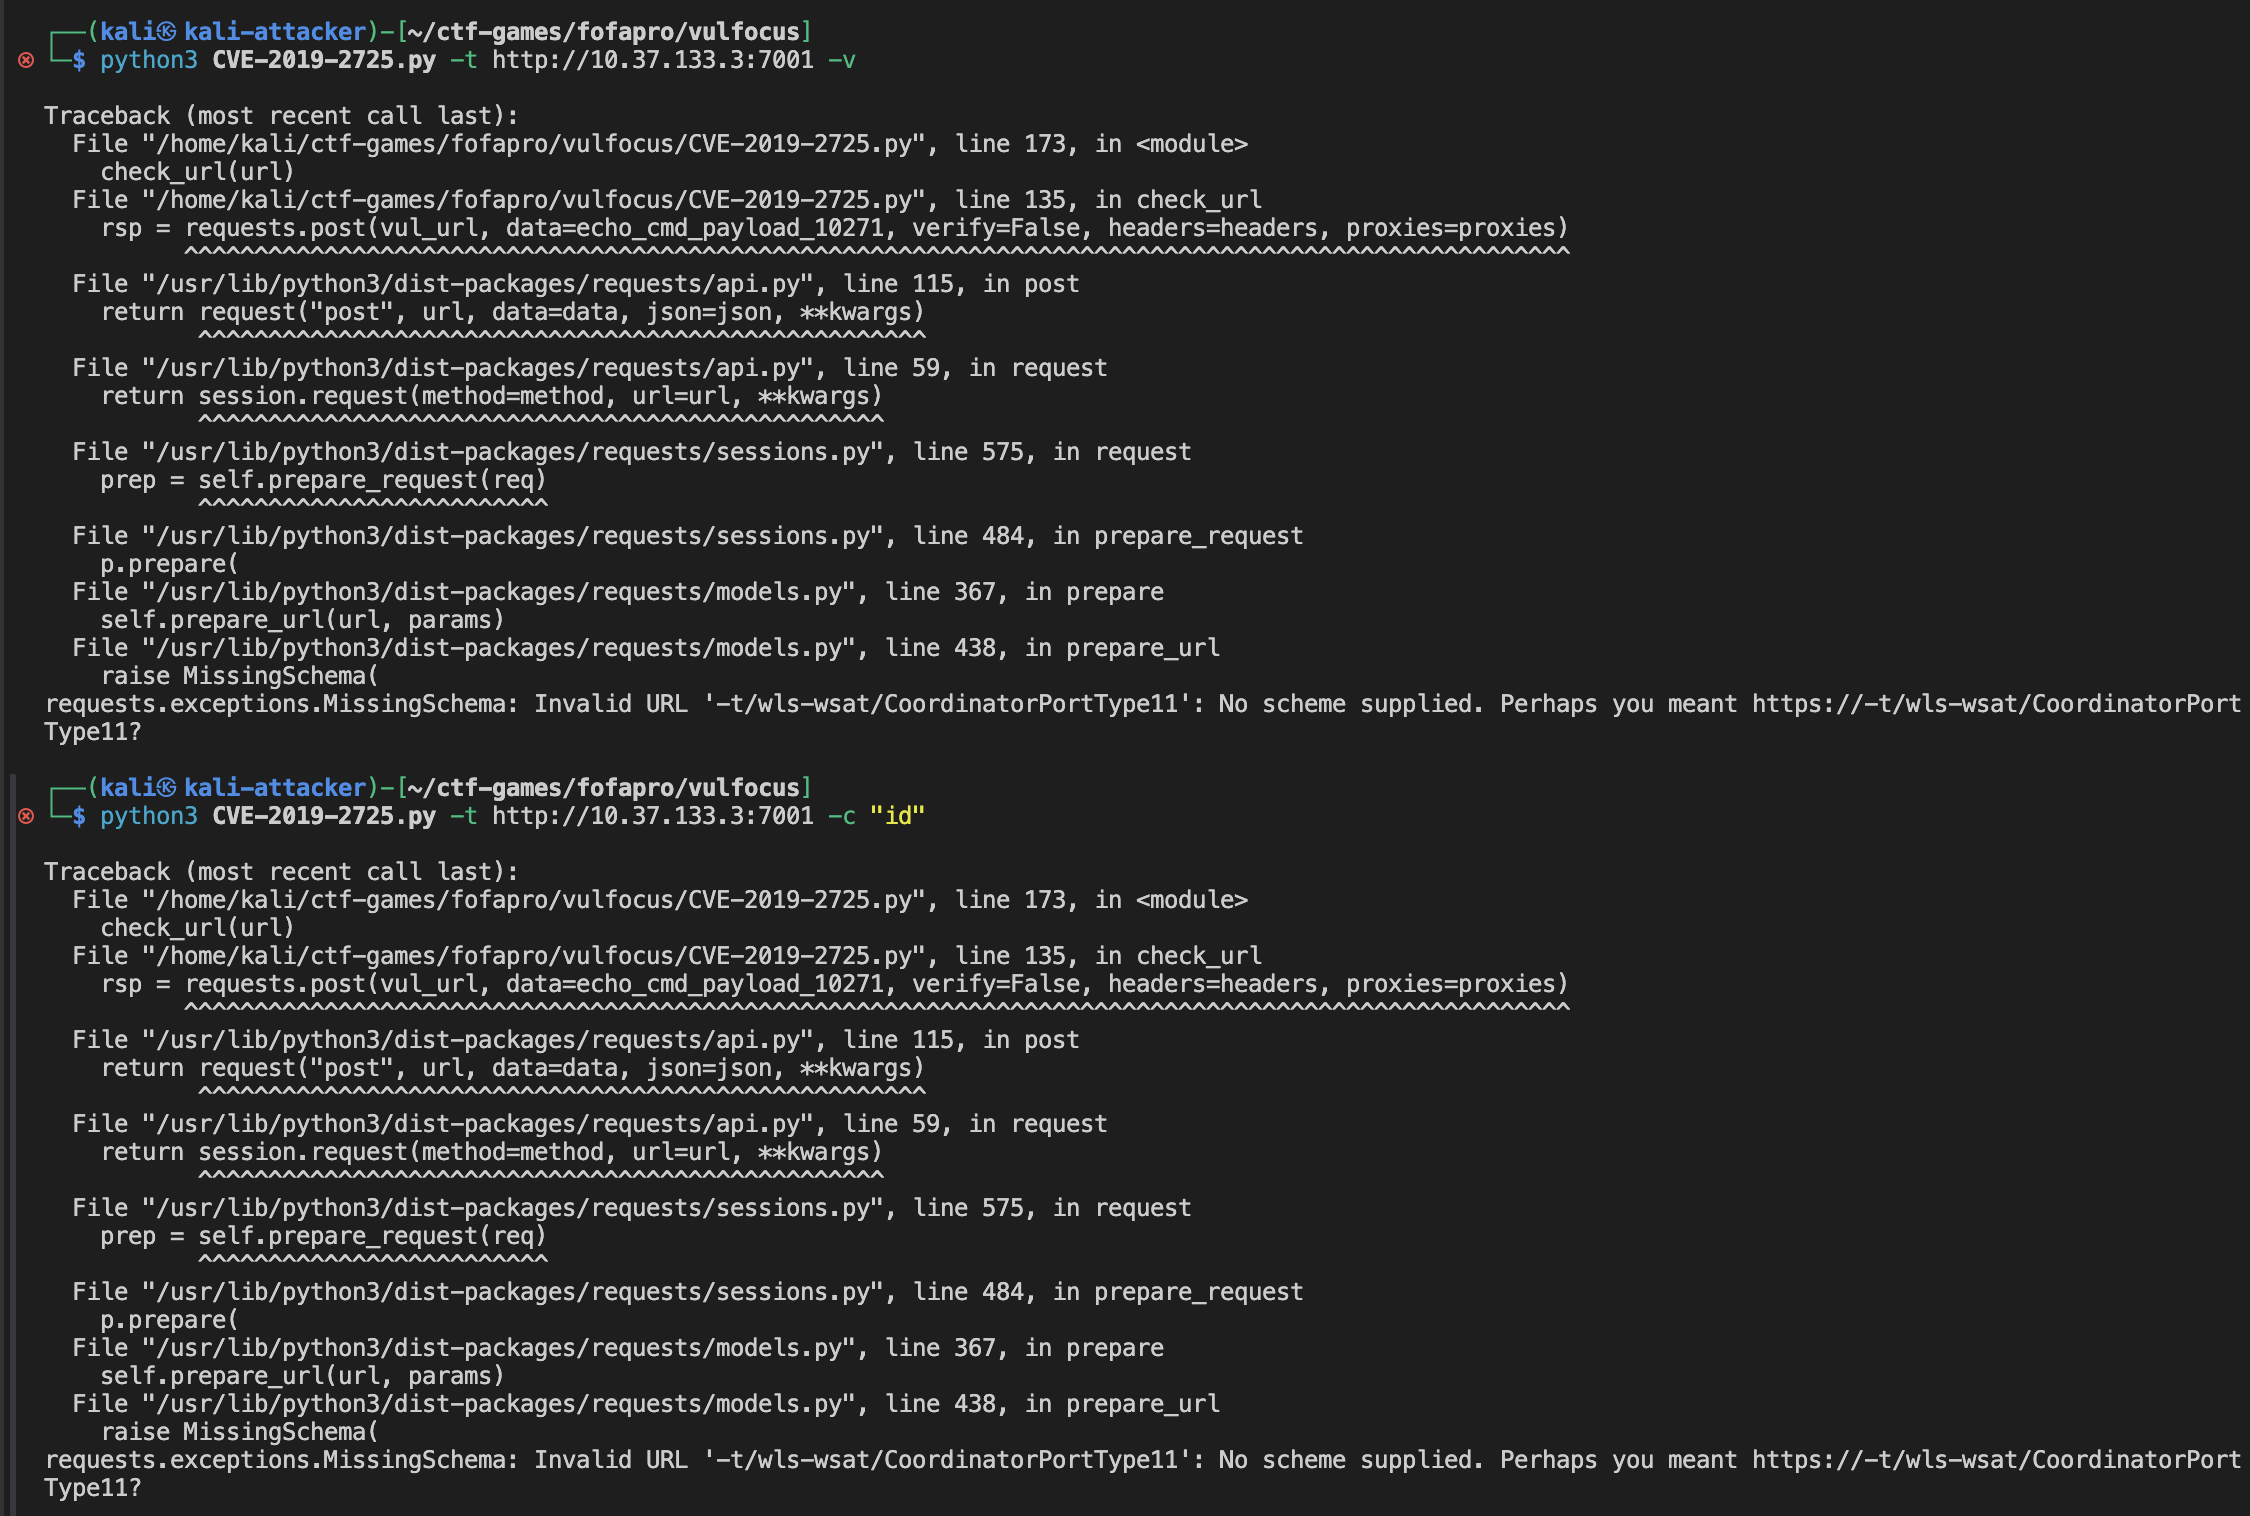 ┌──(kali㉿kali-attacker)-[~/ctf-games/fofapro/vulfocus]
└─$ python3 CVE-2019-2725.py -t http://10.37.133.3:7001 -v
Traceback (most recent call last):
  File "/home/kali/ctf-games/fofapro/vulfocus/CVE-2019-2725.py", line 173, in <module>
    check_url(url)
  File "/home/kali/ctf-games/fofapro/vulfocus/CVE-2019-2725.py", line 135, in check_url
    rsp = requests.post(vul_url, data=echo_cmd_payload_10271, verify=False, headers=headers, proxies=proxies)
          ^^^^^^^^^^^^^^^^^^^^^^^^^^^^^^^^^^^^^^^^^^^^^^^^^^^^^^^^^^^^^^^^^^^^^^^^^^^^^^^^^^^^^^^^^^^^^^^^^^^
  File "/usr/lib/python3/dist-packages/requests/api.py", line 115, in post
    return request("post", url, data=data, json=json, **kwargs)
           ^^^^^^^^^^^^^^^^^^^^^^^^^^^^^^^^^^^^^^^^^^^^^^^^^^^^
  File "/usr/lib/python3/dist-packages/requests/api.py", line 59, in request
    return session.request(method=method, url=url, **kwargs)
           ^^^^^^^^^^^^^^^^^^^^^^^^^^^^^^^^^^^^^^^^^^^^^^^^^
  File "/usr/lib/python3/dist-packages/requests/sessions.py", line 575, in request
    prep = self.prepare_request(req)
           ^^^^^^^^^^^^^^^^^^^^^^^^^
  File "/usr/lib/python3/dist-packages/requests/sessions.py", line 484, in prepare_request
    p.prepare(
  File "/usr/lib/python3/dist-packages/requests/models.py", line 367, in prepare
    self.prepare_url(url, params)
  File "/usr/lib/python3/dist-packages/requests/models.py", line 438, in prepare_url
    raise MissingSchema(
requests.exceptions.MissingSchema: Invalid URL '-t/wls-wsat/CoordinatorPortType11': No scheme supplied. Perhaps you meant https://-t/wls-wsat/CoordinatorPort
Type11?
┌──(kali㉿kali-attacker)-[~/ctf-games/fofapro/vulfocus]
└─$ python3 CVE-2019-2725.py -t http://10.37.133.3:7001 -c "id"
Traceback (most recent call last):
  File "/home/kali/ctf-games/fofapro/vulfocus/CVE-2019-2725.py", line 173, in <module>
    check_url(url)
  File "/home/kali/ctf-games/fofapro/vulfocus/CVE-2019-2725.py", line 135, in check_url
    rsp = requests.post(vul_url, data=echo_cmd_payload_10271, verify=False, headers=headers, proxies=proxies)
          ^^^^^^^^^^^^^^^^^^^^^^^^^^^^^^^^^^^^^^^^^^^^^^^^^^^^^^^^^^^^^^^^^^^^^^^^^^^^^^^^^^^^^^^^^^^^^^^^^^^
  File "/usr/lib/python3/dist-packages/requests/api.py", line 115, in post
    return request("post", url, data=data, json=json, **kwargs)
           ^^^^^^^^^^^^^^^^^^^^^^^^^^^^^^^^^^^^^^^^^^^^^^^^^^^^
  File "/usr/lib/python3/dist-packages/requests/api.py", line 59, in request
    return session.request(method=method, url=url, **kwargs)
           ^^^^^^^^^^^^^^^^^^^^^^^^^^^^^^^^^^^^^^^^^^^^^^^^^
  File "/usr/lib/python3/dist-packages/requests/sessions.py", line 575, in request
    prep = self.prepare_request(req)
           ^^^^^^^^^^^^^^^^^^^^^^^^^
  File "/usr/lib/python3/dist-packages/requests/sessions.py", line 484, in prepare_request
    p.prepare(
  File "/usr/lib/python3/dist-packages/requests/models.py", line 367, in prepare
    self.prepare_url(url, params)
  File "/usr/lib/python3/dist-packages/requests/models.py", line 438, in prepare_url
    raise MissingSchema(
requests.exceptions.MissingSchema: Invalid URL '-t/wls-wsat/CoordinatorPortType11': No scheme supplied. Perhaps you meant https://-t/wls-wsat/CoordinatorPort
Type11?